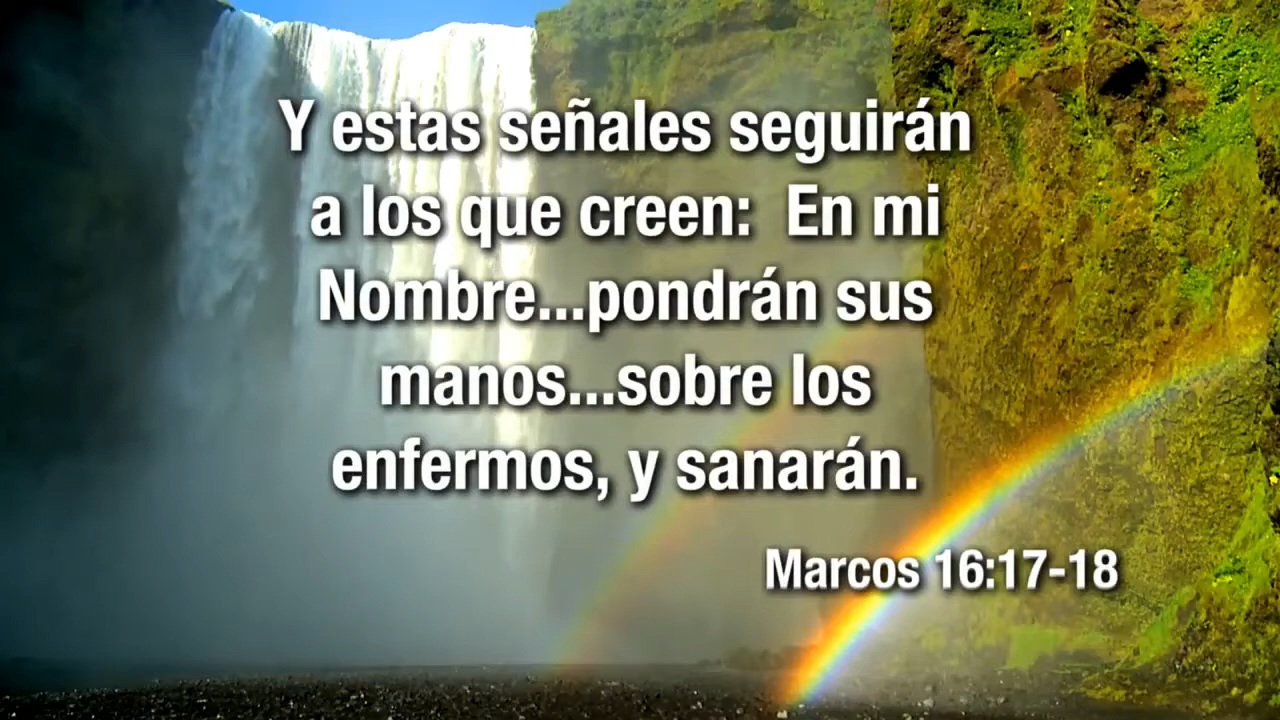 Y estas señales seguirán
a los que creen:  En mi
Nombre...pondrán sus
manos...sobre los
enfermos, y sanarán.
Marcos 16:17-18